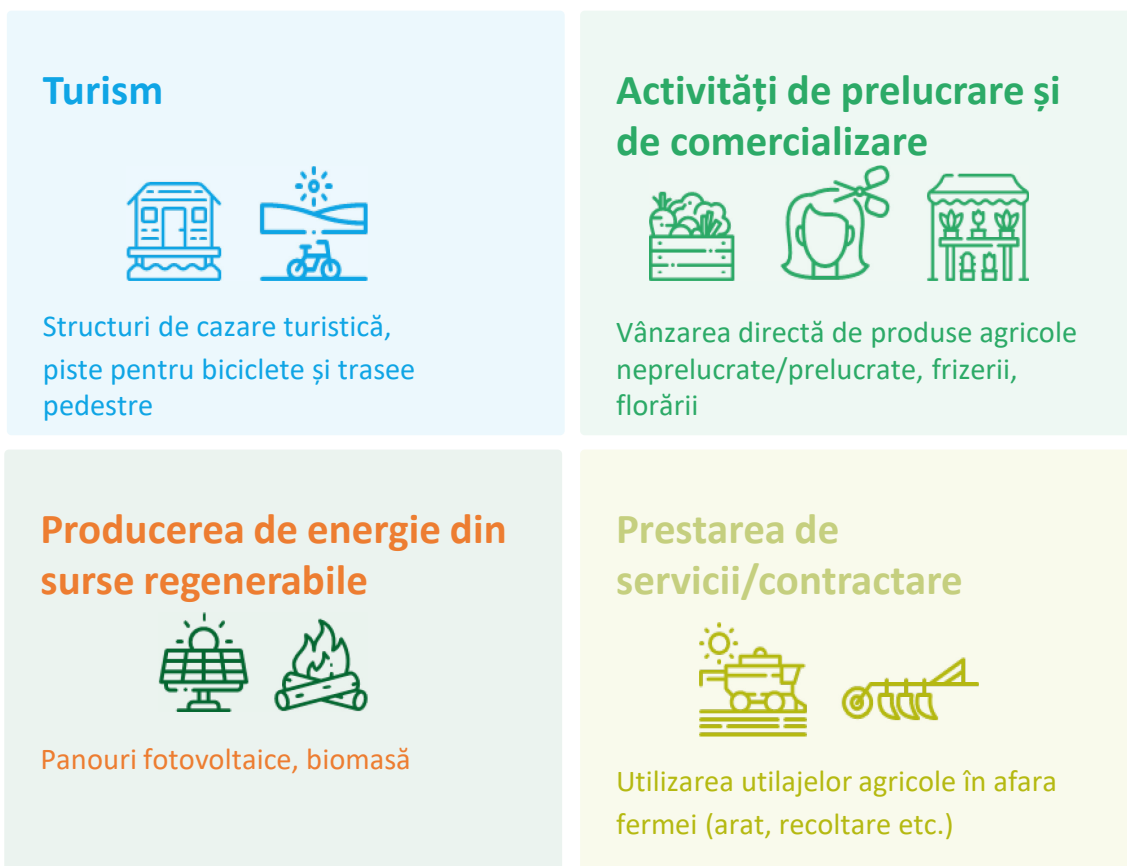 Turism
Structuri de cazare turistică,
piste pentru biciclete și trasee
pedestre
Activități de prelucrare și
de comercializare
Vânzarea directă de produse agricole
neprelucrate/prelucrate, frizerii,
florării
Producerea de energie din
surse regenerabile
Panouri fotovoltaice, biomasă
Prestarea de
servicii/contractare
Utilizarea utilajelor agricole în afara
fermei (arat, recoltare etc.)